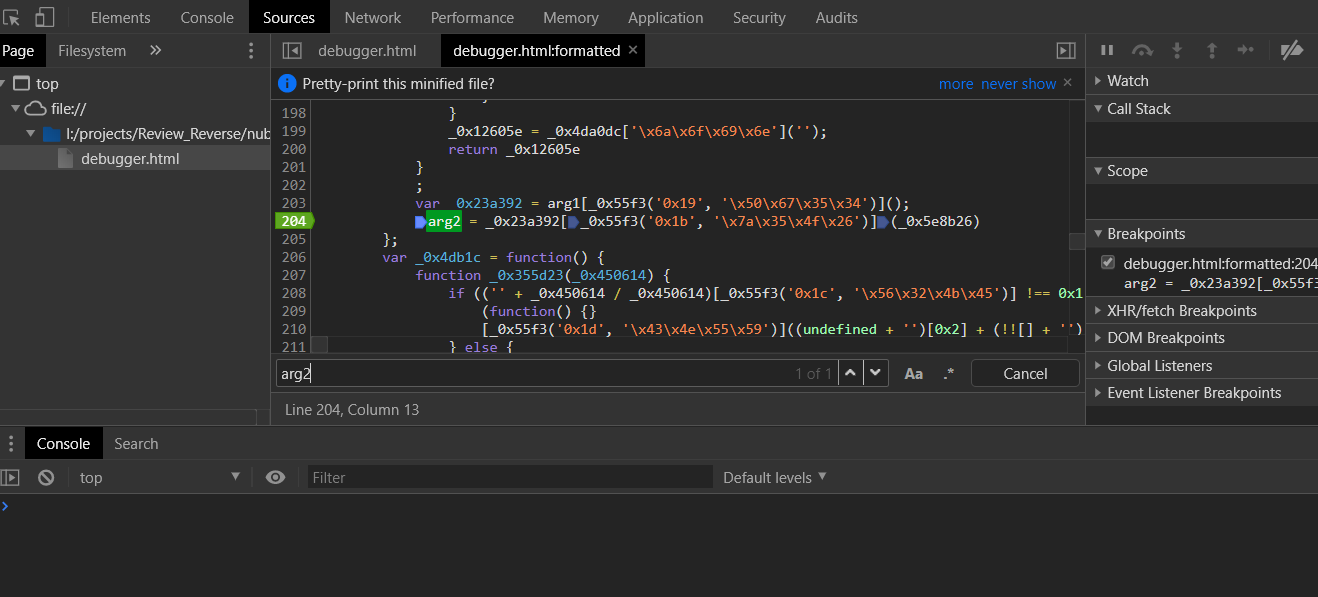 Elements Console Sources Network Performance Memory Application Security Audits
Page Filesystem » debugger.html debugger.html:formatted ×
top
file://
I:/projects/Review_Reverse/nub
debugger.html
i Pretty-print this minified file? more never show ×
198 }
199 _0x12605e = _0x4da0dc['\x6a\x6f\x69\x6e']('');
200 return _0x12605e
201 }
202 ;
203 var _0x23a392 = arg1[_0x55f3('0x19', '\x50\x67\x35\x34')]();
204 arg2 = _0x23a392[_0x55f3('0x1b', '\x7a\x35\x4f\x26')](_0x5e8b26)
205 };
206 var _0x4db1c = function() {
207 function _0x355d23(_0x450614) {
208 if (('' + _0x450614 / _0x450614)[_0x55f3('0x1c', '\x56\x32\x4b\x45')] !== 0x1
209 (function() {}
210 [_0x55f3('0x1d', '\x43\x4e\x55\x59')]((undefined + '')[0x2] + (!![] + '')
211 } else {
arg2 1 of 1 Aa .* Cancel
Line 204, Column 13
Watch
Call Stack
Scope
Breakpoints
debugger.html:formatted:204
arg2 = _0x23a392[_0x55f3
XHR/fetch Breakpoints
DOM Breakpoints
Global Listeners
Event Listener Breakpoints
Console Search
top Filter Default levels